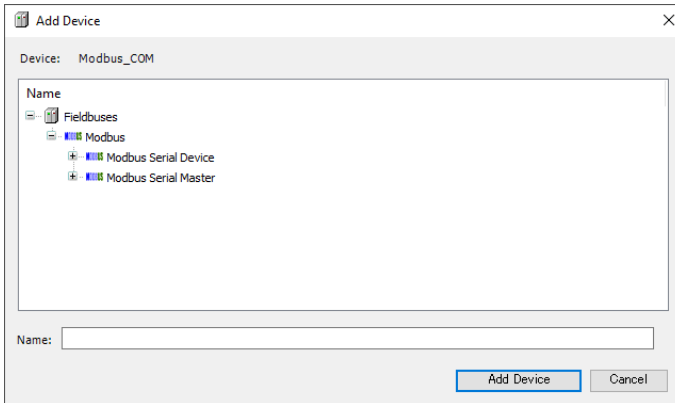 Add Device
Device: Modbus_COM
Name
Fieldbuses
Modbus
Modbus Serial Device
Modbus Serial Master
Name:
Add Device Cancel